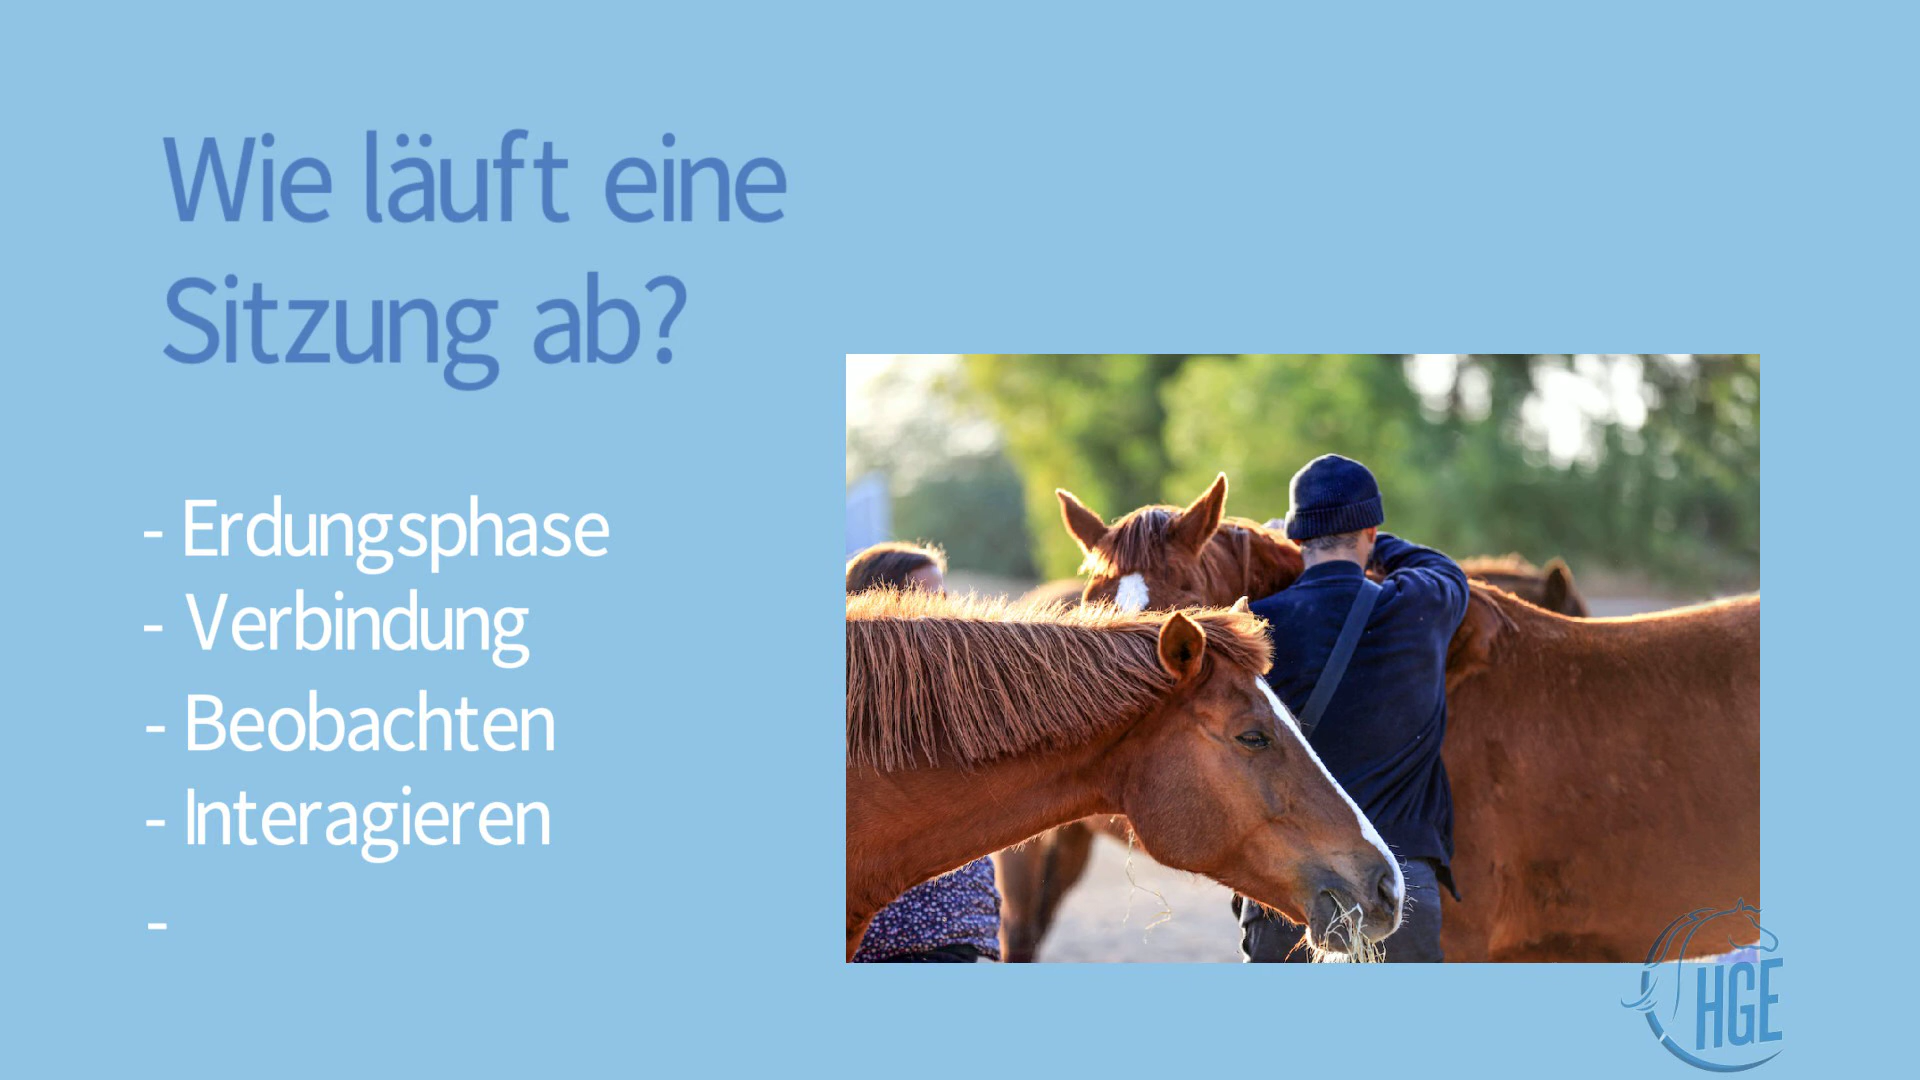 Wie läuft eine
Sitzung ab?
- Erdungsphase
- Verbindung
- Beobachten
- Interagieren
-
HGE